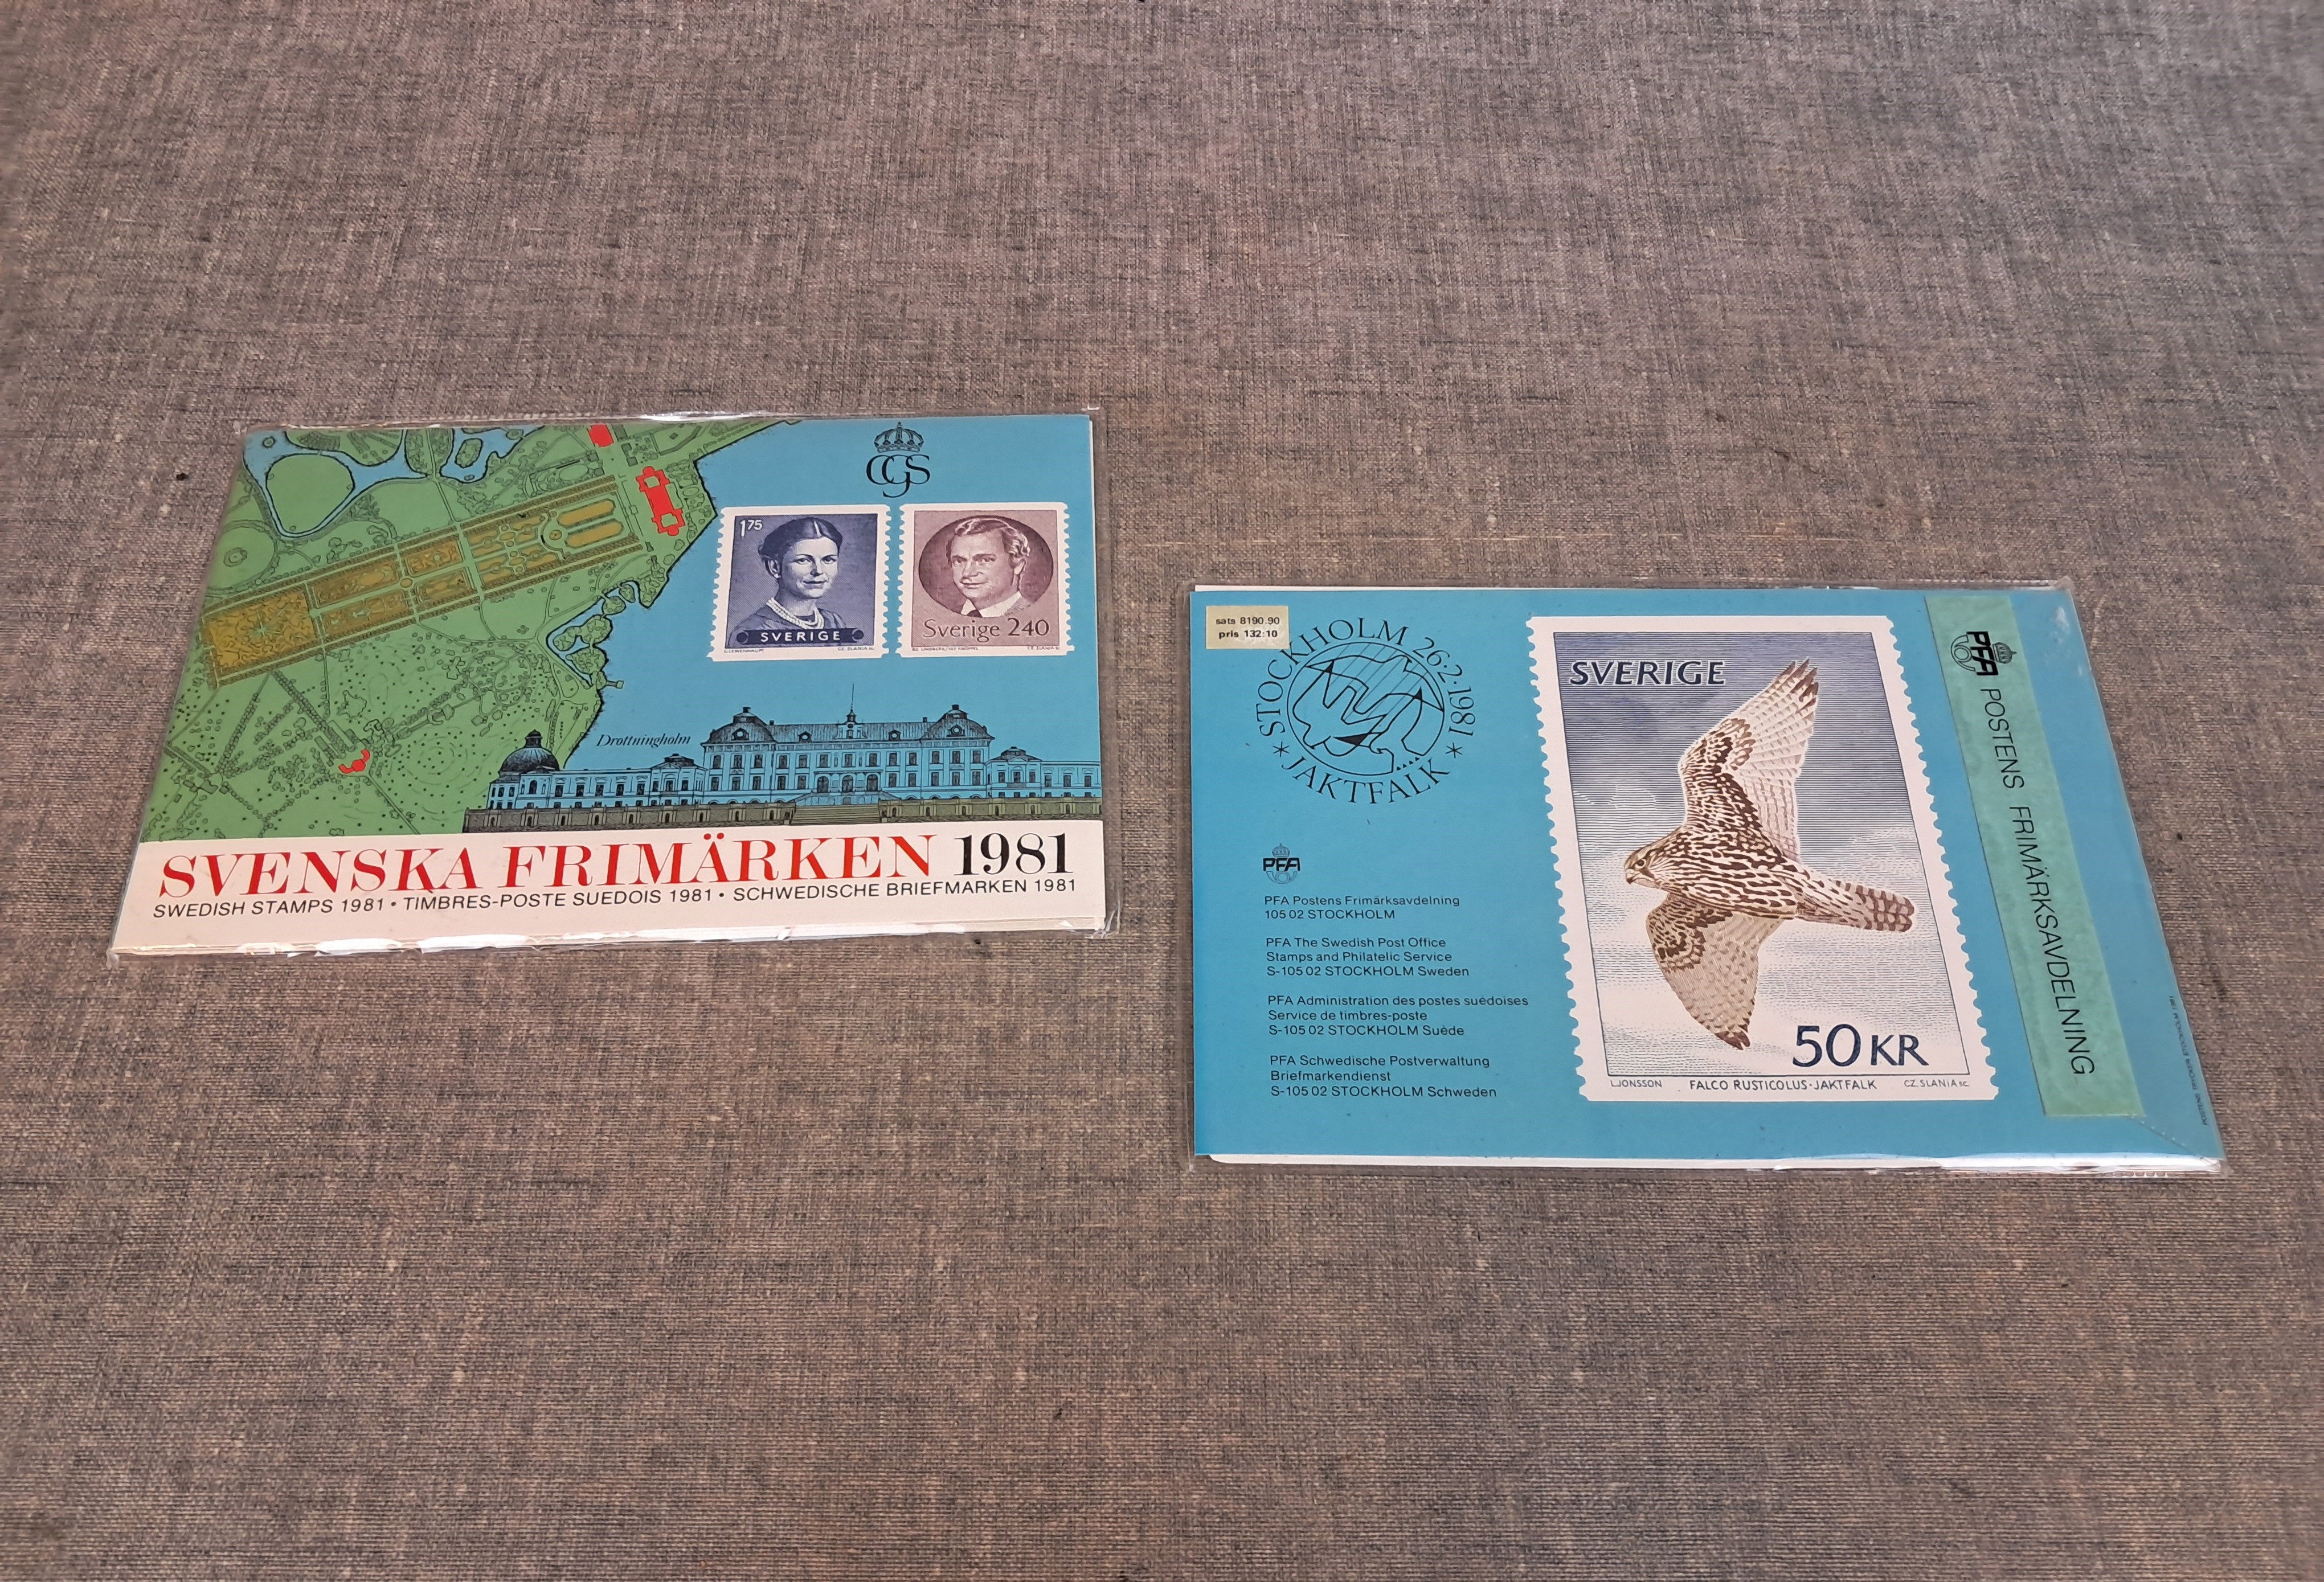 CGS
1 75
SVERIGE
Sverige 240
Drottningholm
SVENSKA FRIMÄRKEN 1981
SWEDISH STAMPS 1981 • TIMBRES-POSTE SUEDOIS 1981 • SCHWEDISCHE BRIEFMARKEN 1981
sats 8190.90
pris 132:10
STOCKHOLM 26.2.1981
* JAKTFALK *
PFA
PFA Postens Frimärksavdelning
105 02 STOCKHOLM
PFA The Swedish Post Office
Stamps and Philatelic Service
S-105 02 STOCKHOLM Sweden
PFA Administration des postes suédoises
Service de timbres-poste
S-105 02 STOCKHOLM Suède
PFA Schwedische Postverwaltung
Briefmarkendienst
S-105 02 STOCKHOLM Schweden
SVERIGE
50 KR
L.JONSSON FALCO RUSTICOLUS-JAKTFALK CZ.SLANIA SC.
PFA POSTENS FRIMÄRKSAVDELNING